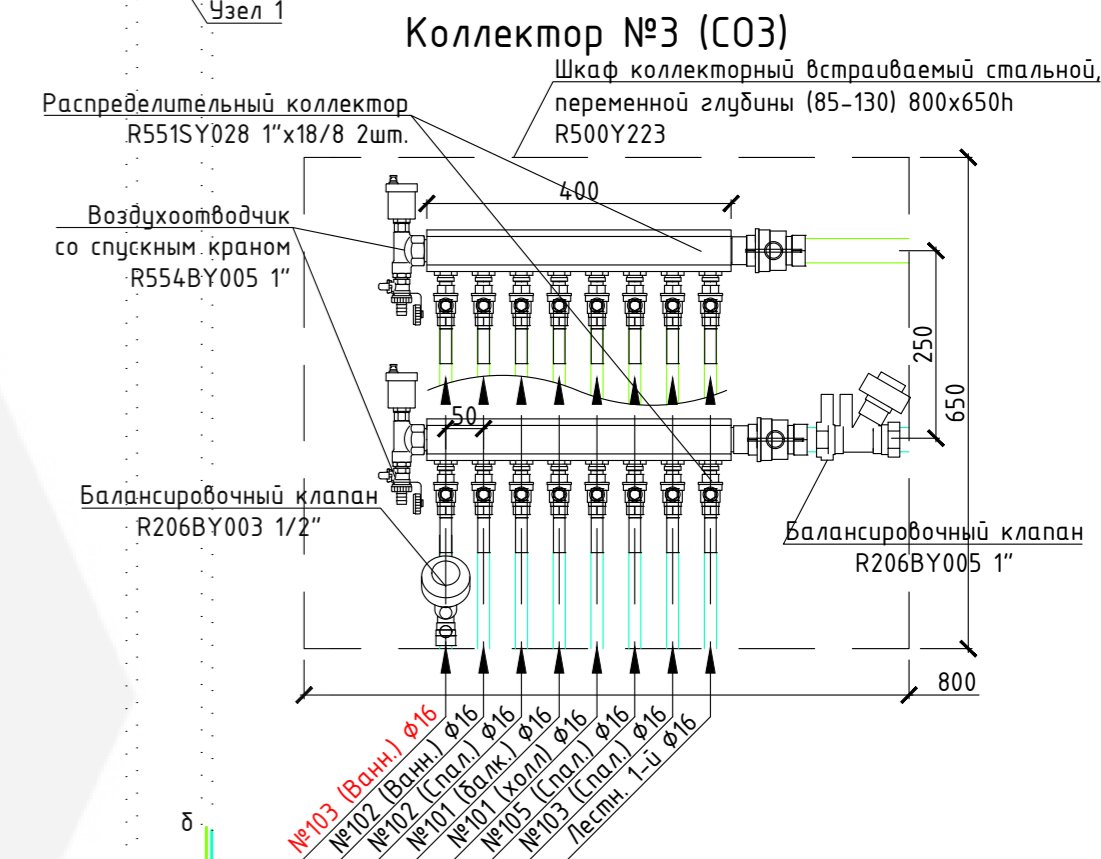 Узел 1
Коллектор №3 (СО3)
Шкаф коллекторный встраиваемый стальной,
переменной глубины (85-130) 800x650h
R500Y223
Распределительный коллектор
R551SY028 1"x18/8 2шт.
400
Воздухоотводчик
со спускным краном
R554BY005 1"
250
650
50
Балансировочный клапан
R206BY003 1/2"
Балансировочный клапан
R206BY005 1"
800
№103 (Ванн.) ф16
№102 (Ванн.) ф16
№102 (Спал.) ф16
№101 (балк.) ф16
№101 (холл) ф16
№105 (Спал.) ф16
№103 (Спал.) ф16
Лестн. 1-й ф16
б